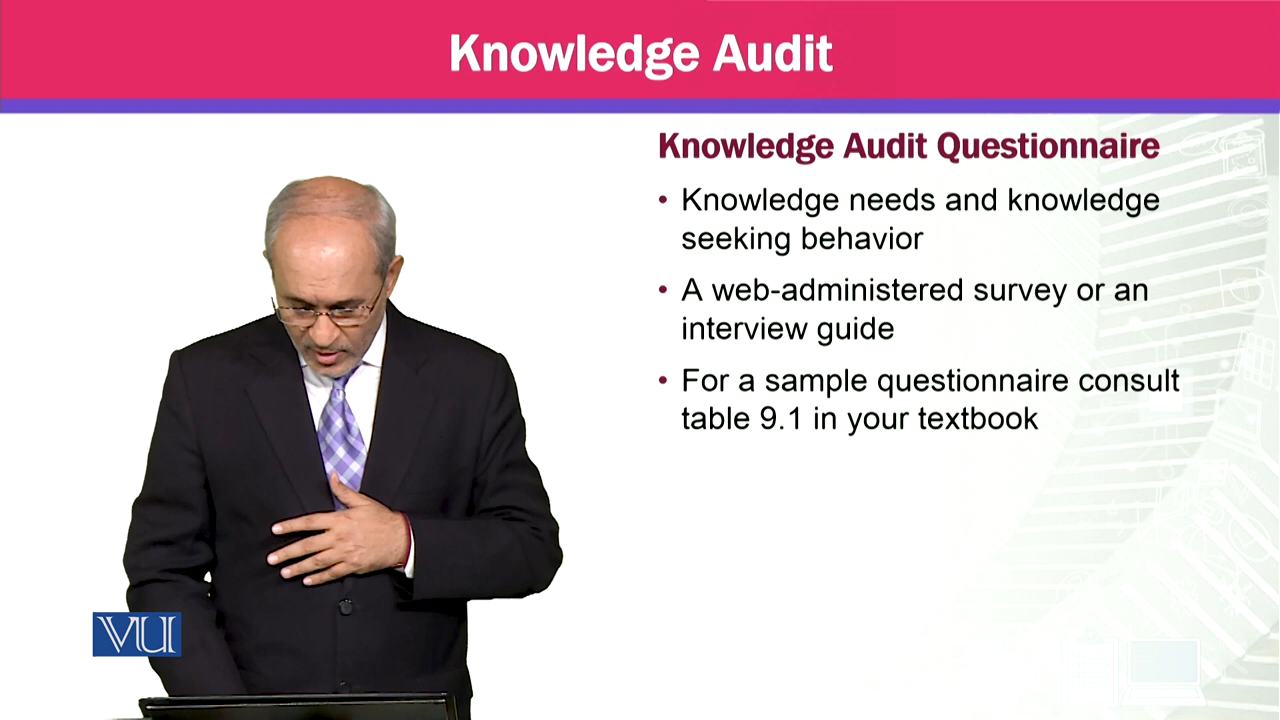 Knowledge Audit
Knowledge Audit Questionnaire
• Knowledge needs and knowledge
seeking behavior
• A web-administered survey or an
interview guide
• For a sample questionnaire consult
table 9.1 in your textbook
VU